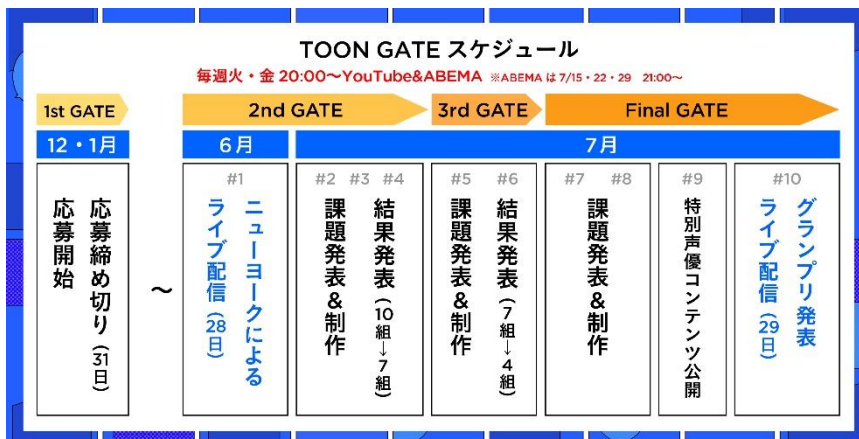 TOON GATE スケジュール
毎週火・金 20:00〜YouTube&ABEMA ※ABEMA は 7/15・22・29 21:00〜
1st GATE
2nd GATE
3rd GATE
Final GATE
12・1月
6月
7月
応募開始
応募締め切り(31日)
〜
#1
ニューヨークによる
ライブ配信(28日)
#2 #3 #4
課題発表&制作
結果発表(10組→7組)
#5 #6
課題発表&制作
結果発表(7組→4組)
#7 #8
課題発表&制作
#9
特別声優コンテンツ公開
#10
グランプリ発表
ライブ配信(29日)